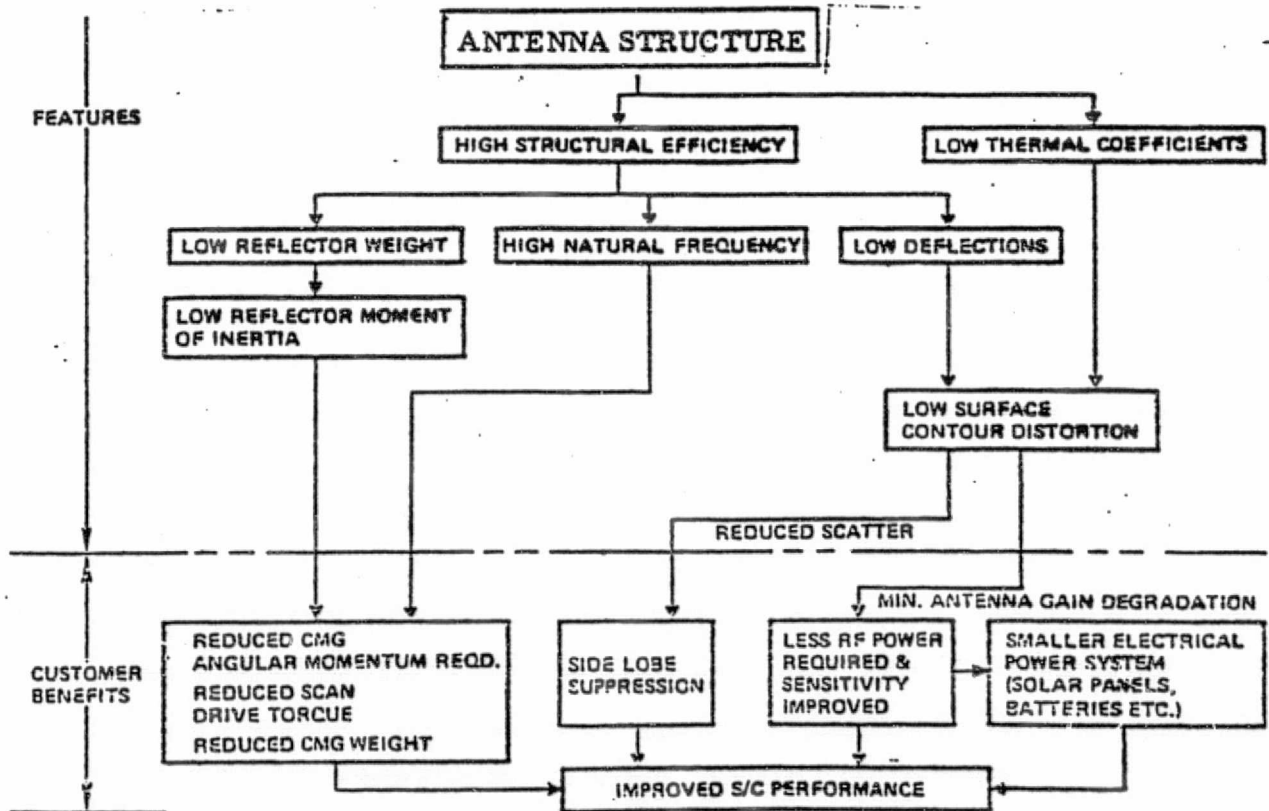 ANTENNA STRUCTURE
FEATURES
HIGH STRUCTURAL EFFICIENCY
LOW THERMAL COEFFICIENTS
LOW REFLECTOR WEIGHT
HIGH NATURAL FREQUENCY
LOW DEFLECTIONS
LOW REFLECTOR MOMENT
OF INERTIA
LOW SURFACE
CONTOUR DISTORTION
REDUCED SCATTER
MIN. ANTENNA GAIN DEGRADATION
CUSTOMER
BENEFITS
REDUCED CMG
ANGULAR MOMENTUM REQD.
REDUCED SCAN
DRIVE TORCUE
REDUCED CMG WEIGHT
SIDE LOBE
SUPPRESSION
LESS RF POWER
REQUIRED &
SENSITIVITY
IMPROVED
SMALLER ELECTRICAL
POWER SYSTEM
(SOLAR PANELS,
BATTERIES ETC.)
IMPROVED S/C PERFORMANCE